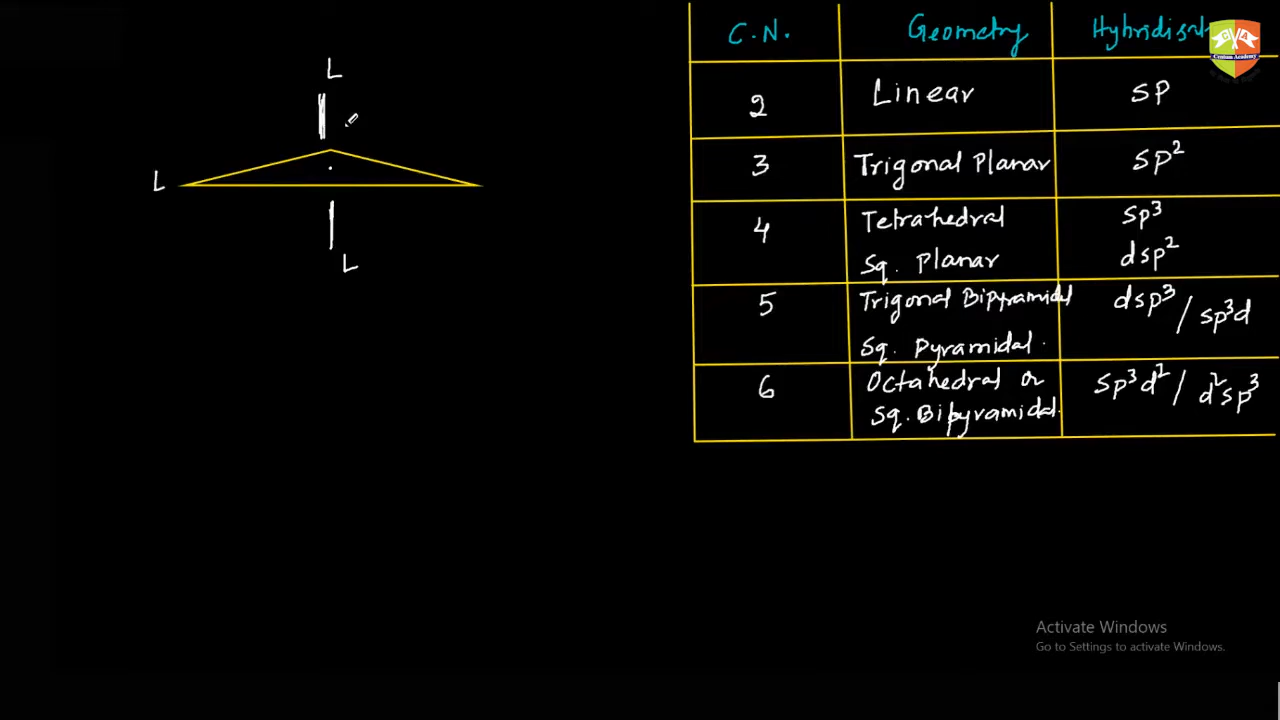 L
L
L
C.N. Geometry
2 Linear sp
3 Trigonal Planar sp²
4 Tetrahedral sp³
Sq. Planar dsp²
5 Trigonal Bipyramidal dsp³ / sp³d
Sq. Pyramidal.
6 Octahedral or sp³d² / d²sp³
Sq. Bipyramidal.
Activate Windows
Go to Settings to activate Windows.